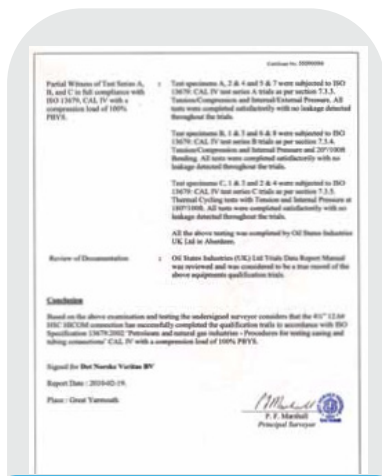 Certificate No.
Partial Witness of Test Series A, B, and C in full compliance with ISO 13679, CAL IV with a compression load of 100% PBYS.
:
Test specimens A, 2 & 4 and 5 & 7 were subjected to ISO
13679: CAL IV test series A trials as per section 7.3.3.
Tension/Compression and Internal/External Pressure. All
tests were completed satisfactorily with no leakage detected
throughout the trials.
Test specimens B, 1 & 3 and 6 & 8 were subjected to ISO
13679: CAL IV test series B trials as per section 7.3.4.
Tension/Compression and Internal Pressure and 20°/100ft
Bending. All tests were completed satisfactorily with no
leakage detected throughout the trials.
Test specimens C, 1 & 3 and 2 & 4 were subjected to ISO
13679: CAL IV test series C trials as per section 7.3.5.
Thermal Cycling tests with Tension and Internal Pressure at
. All tests were completed satisfactorily with no
leakage detected throughout the trials.
All the above testing was completed by Oil States Industries
UK Ltd in Aberdeen.
Review of Documentation
:
Oil States Industries (UK) Ltd Trials Data Report Manual
was reviewed and was considered to be a true record of the
above equipments qualification trials.
Conclusion
Based on the above examination and testing the undersigned surveyor considers that the 4½" 12.6#
connection has successfully completed the qualification trails in accordance with ISO
Specification 13679:2002 'Petroleum and natural gas industries - Procedures for testing casing and
tubing connections' CAL IV with a compression load of 100% PBYS.
Signed for Det Norske Veritas BV
Report Date : 2010-02-19.
Place : Great Yarmouth
P. F. Marshall
Principal Surveyor